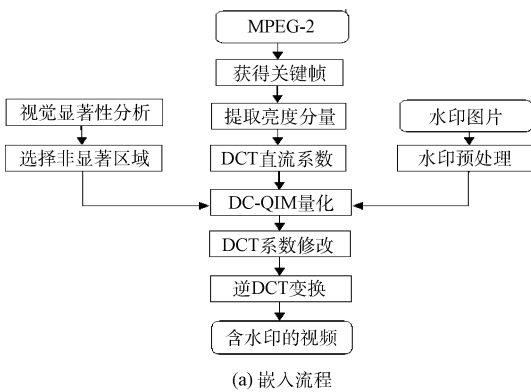 MPEG-2
获得关键帧
视觉显著性分析
提取亮度分量
水印图片
选择非显著区域
DCT直流系数
水印预处理
DC-QIM量化
DCT系数修改
逆DCT变换
含水印的视频
(a) 嵌入流程